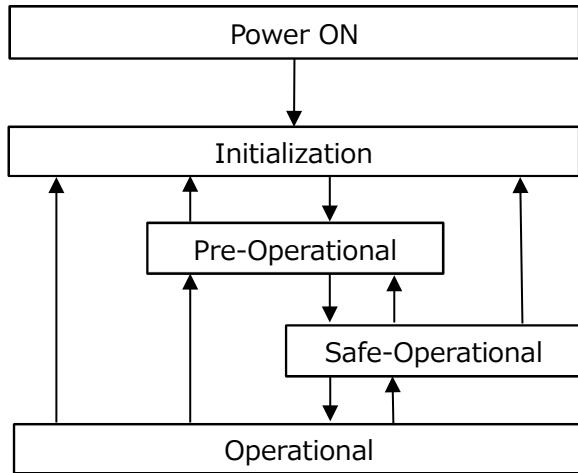 Power ON
Initialization
Pre-Operational
Safe-Operational
Operational